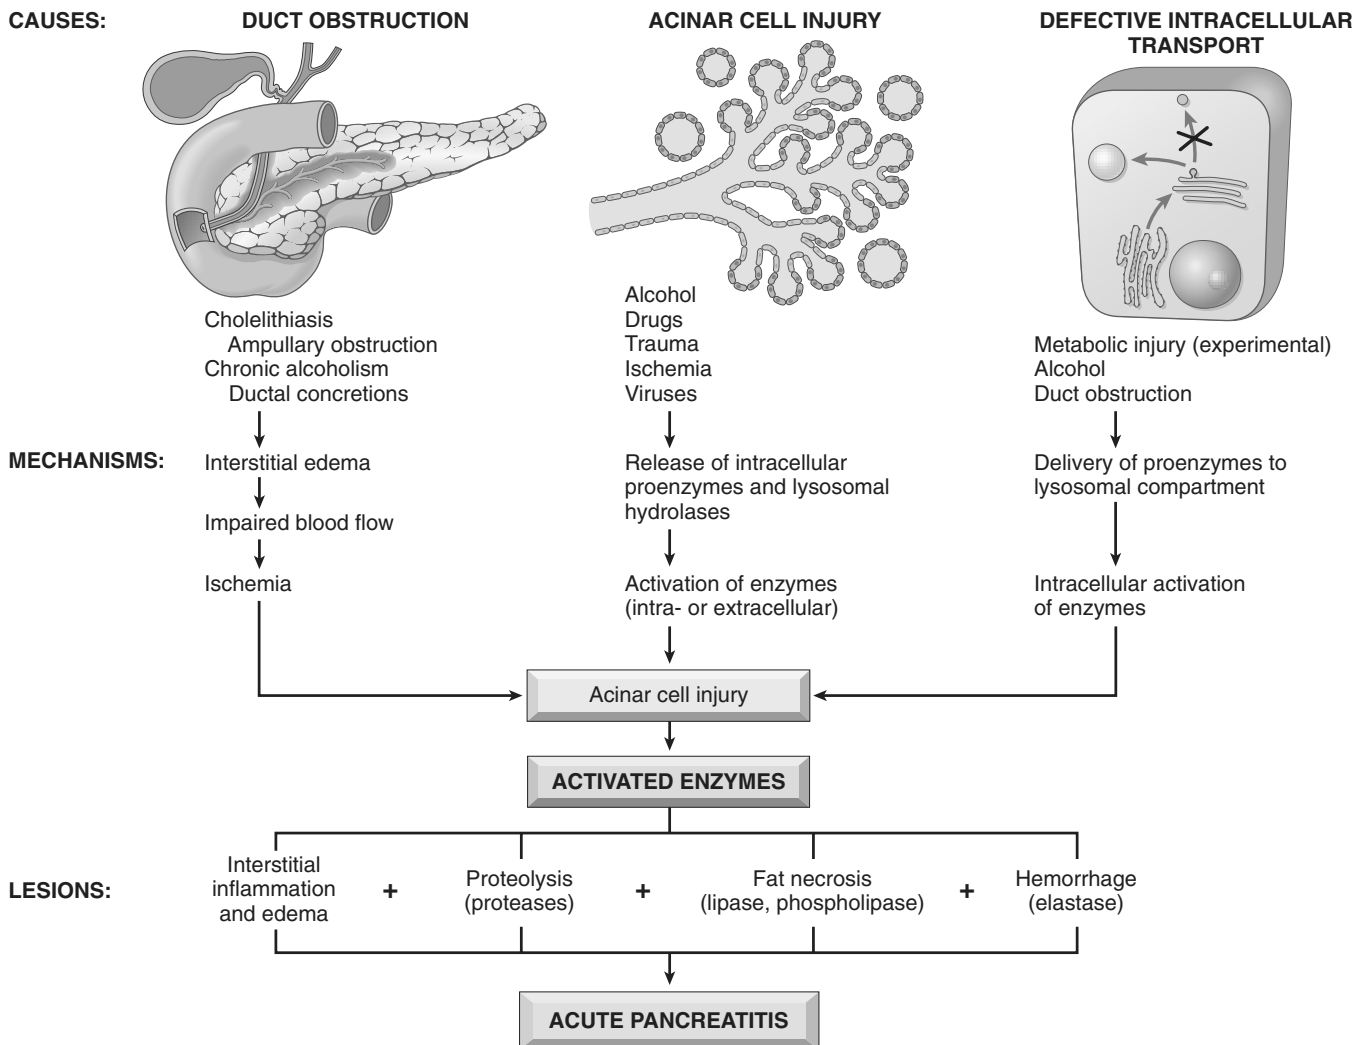 CAUSES:
DUCT OBSTRUCTION
ACINAR CELL INJURY
DEFECTIVE INTRACELLULAR
TRANSPORT
Cholelithiasis
Ampullary obstruction
Chronic alcoholism
Ductal concretions
Alcohol
Drugs
Trauma
Ischemia
Viruses
Metabolic injury (experimental)
Alcohol
Duct obstruction
MECHANISMS:
Interstitial edema
Impaired blood flow
Ischemia
Release of intracellular
proenzymes and lysosomal
hydrolases
Activation of enzymes
(intra- or extracellular)
Delivery of proenzymes to
lysosomal compartment
Intracellular activation
of enzymes
Acinar cell injury
ACTIVATED ENZYMES
LESIONS:
Interstitial
inflammation
and edema
+
Proteolysis
(proteases)
+
Fat necrosis
(lipase, phospholipase)
+
Hemorrhage
(elastase)
ACUTE PANCREATITIS